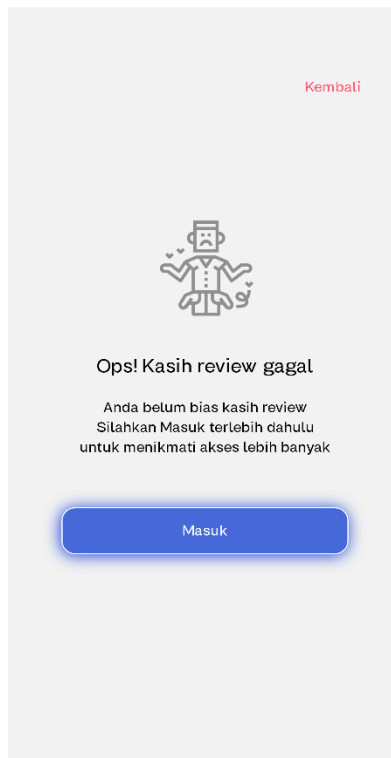 Kembali
Ops! Kasih review gagal
Anda belum bias kasih review
Silahkan Masuk terlebih dahulu
untuk menikmati akses lebih banyak
Masuk